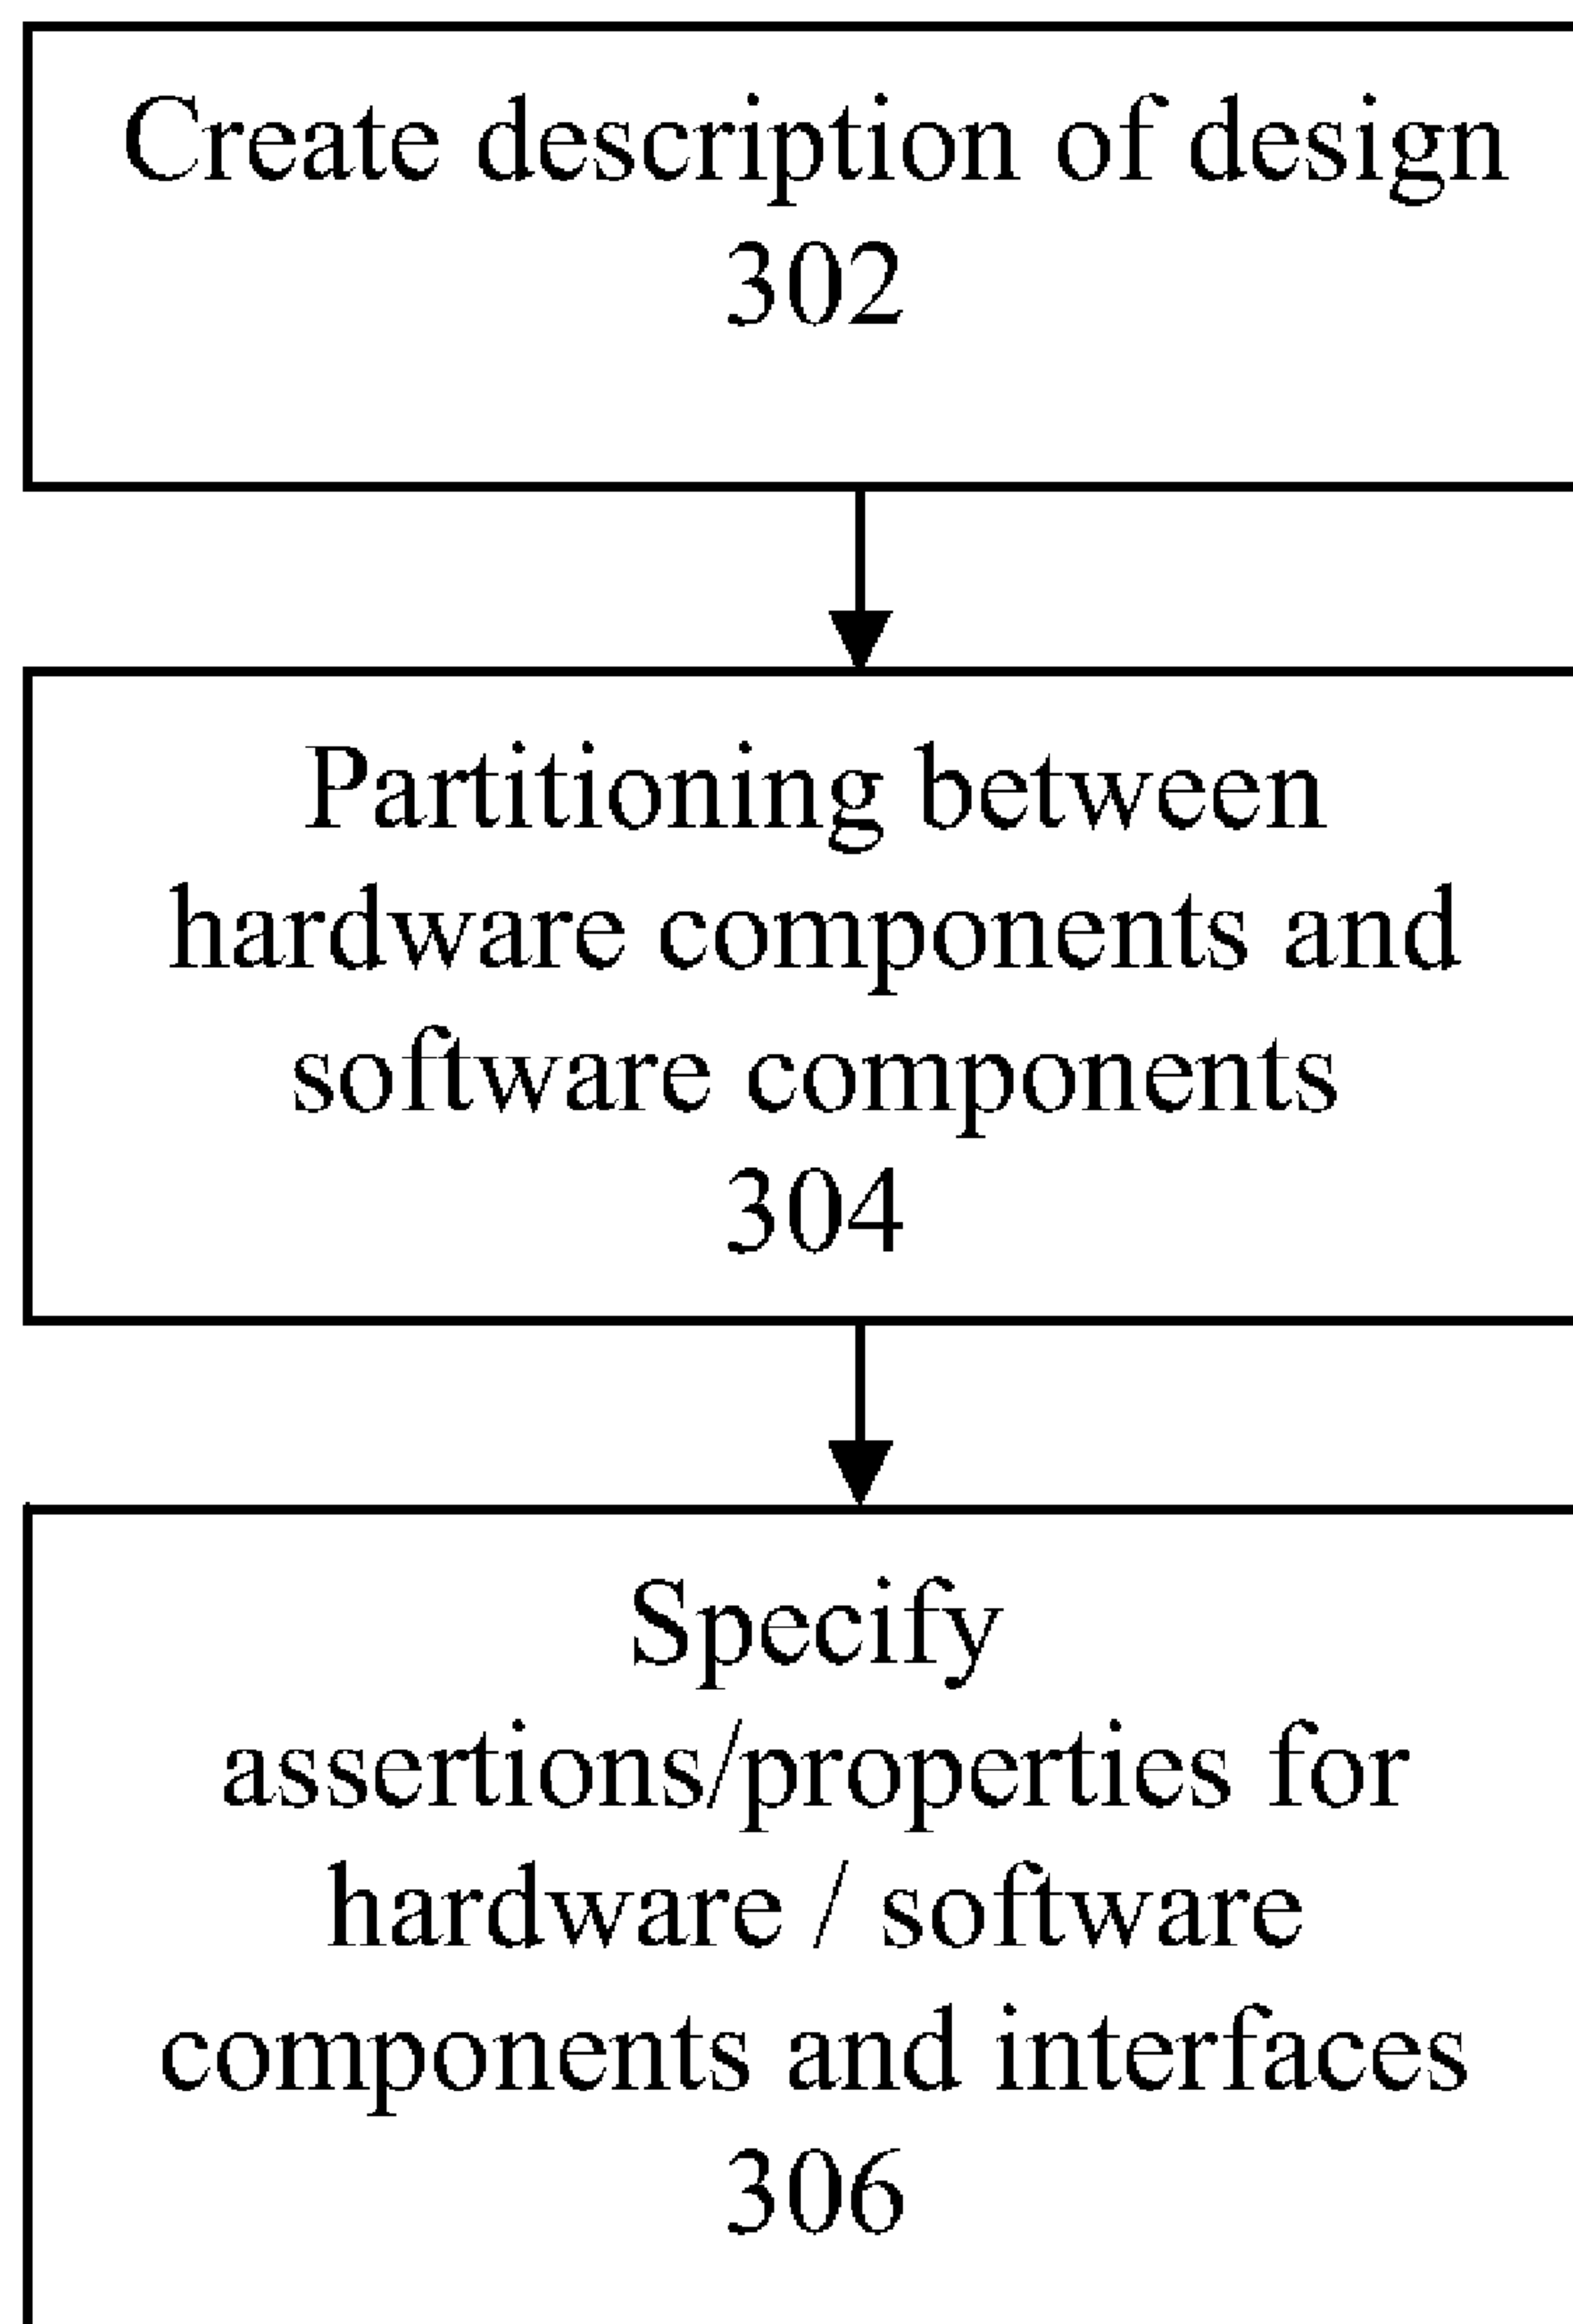 Create description of design
302
Partitioning between
hardware components and
software components
304
Specify
assertions/properties for
hardware / software
components and interfaces
306